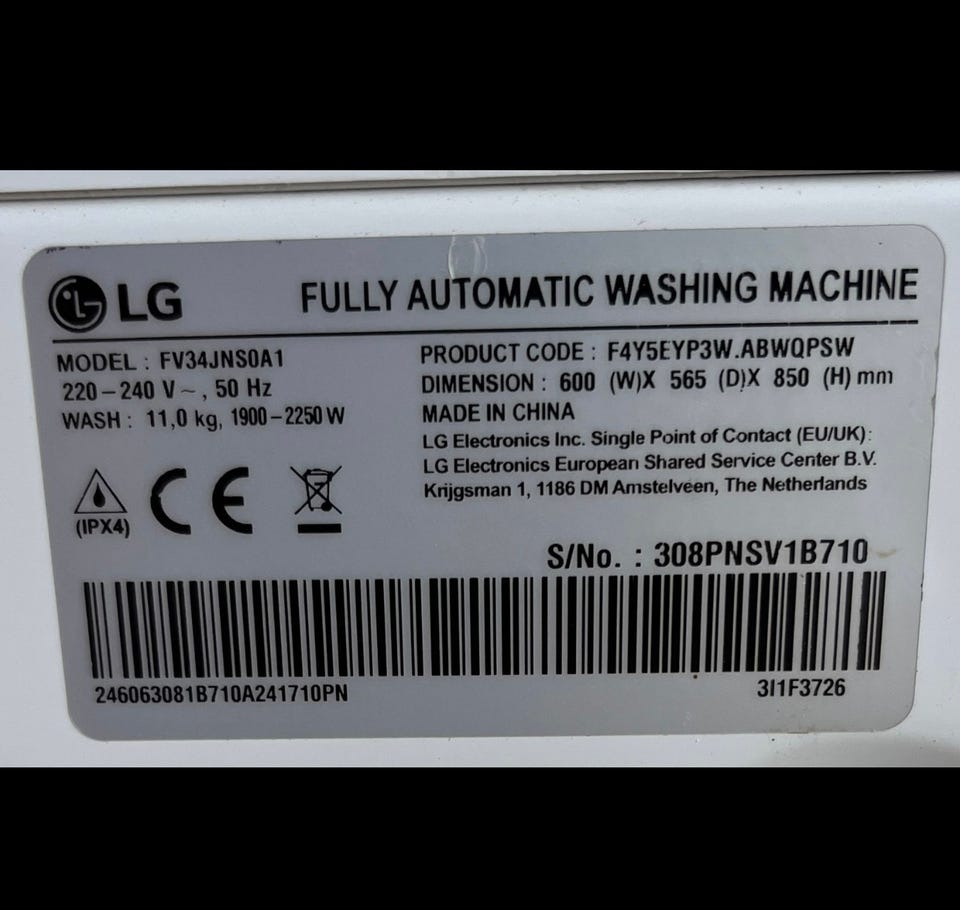 LG FULLY AUTOMATIC WASHING MACHINE
MODEL : FV34JNS0A1
220-240 V~, 50 Hz
WASH : 11,0 kg, 1900-2250 W
PRODUCT CODE : F4Y5EYP3W.ABWQPSW
DIMENSION : 600 (W)X 565 (D)X 850 (H) mm
MADE IN CHINA
LG Electronics Inc. Single Point of Contact (EU/UK):
LG Electronics European Shared Service Center B.V.
Krijgsman 1, 1186 DM Amstelveen, The Netherlands
(IPX4) CE
S/No. : 308PNSV1B710
246063081B710A241710PN 3I1F3726